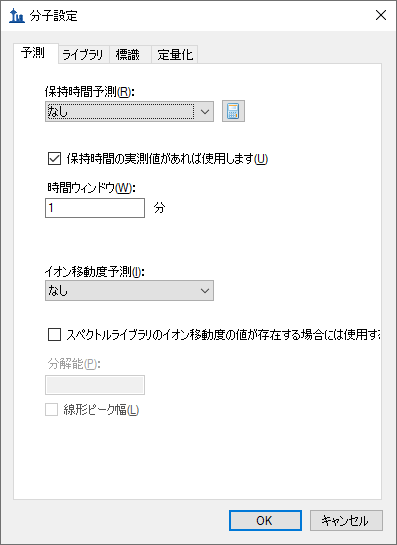 分子設定
予測 ライブラリ 標識 定量化
保持時間予測(R):
なし
保持時間の実測値があれば使用します(U)
時間ウィンドウ(W):
1 分
イオン移動度予測(I):
なし
スペクトルライブラリのイオン移動度の値が存在する場合には使用す
分解能(P):
線形ピーク幅(L)
OK キャンセル